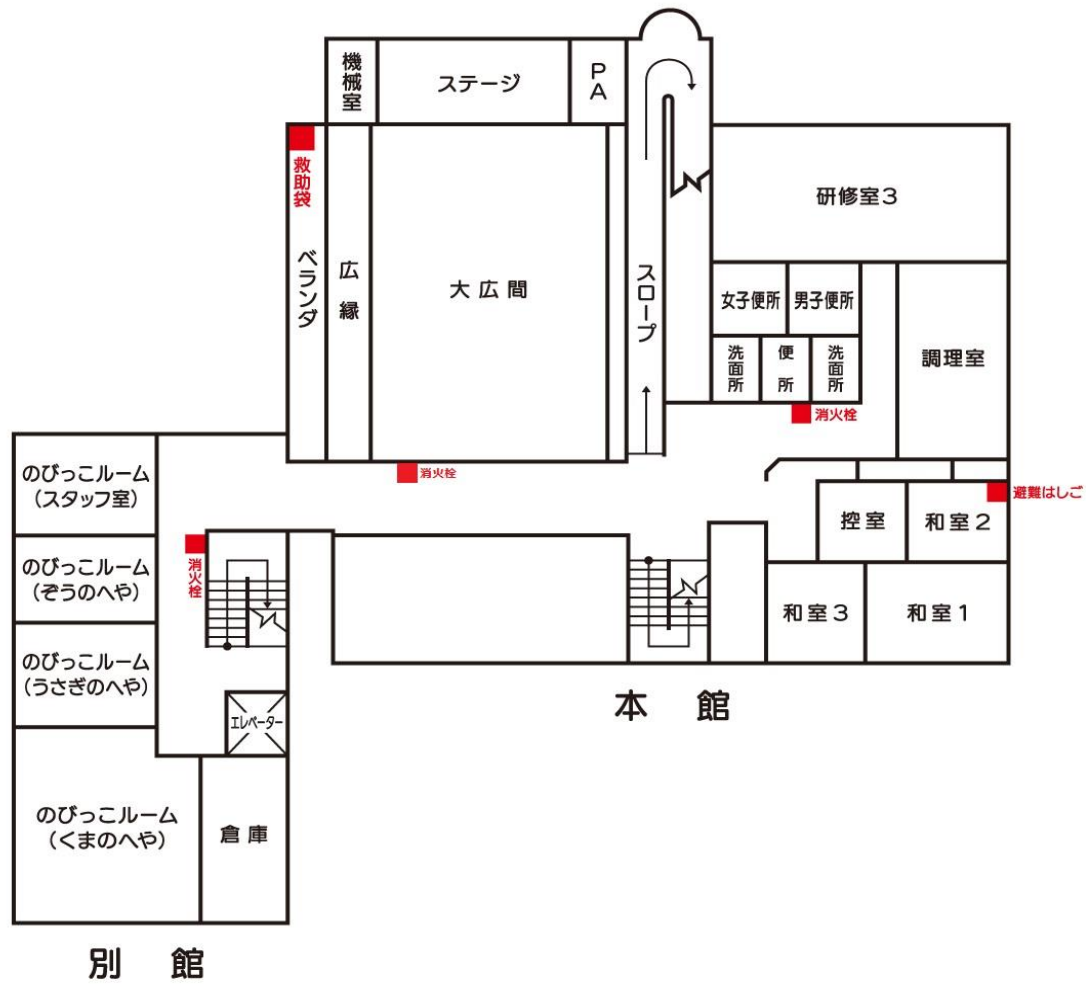 機械室
ステージ
PA
救助袋
ベランダ
広縁
大広間
スロープ
研修室3
女子便所
男子便所
洗面所
便所
洗面所
調理室
消火栓
消火栓
避難はしご
控室
和室2
和室3
和室1
のびっこルーム
(スタッフ室)
のびっこルーム
(ぞうのへや)
消火栓
のびっこルーム
(うさぎのへや)
エレベーター
のびっこルーム
(くまのへや)
倉庫
本館
別館